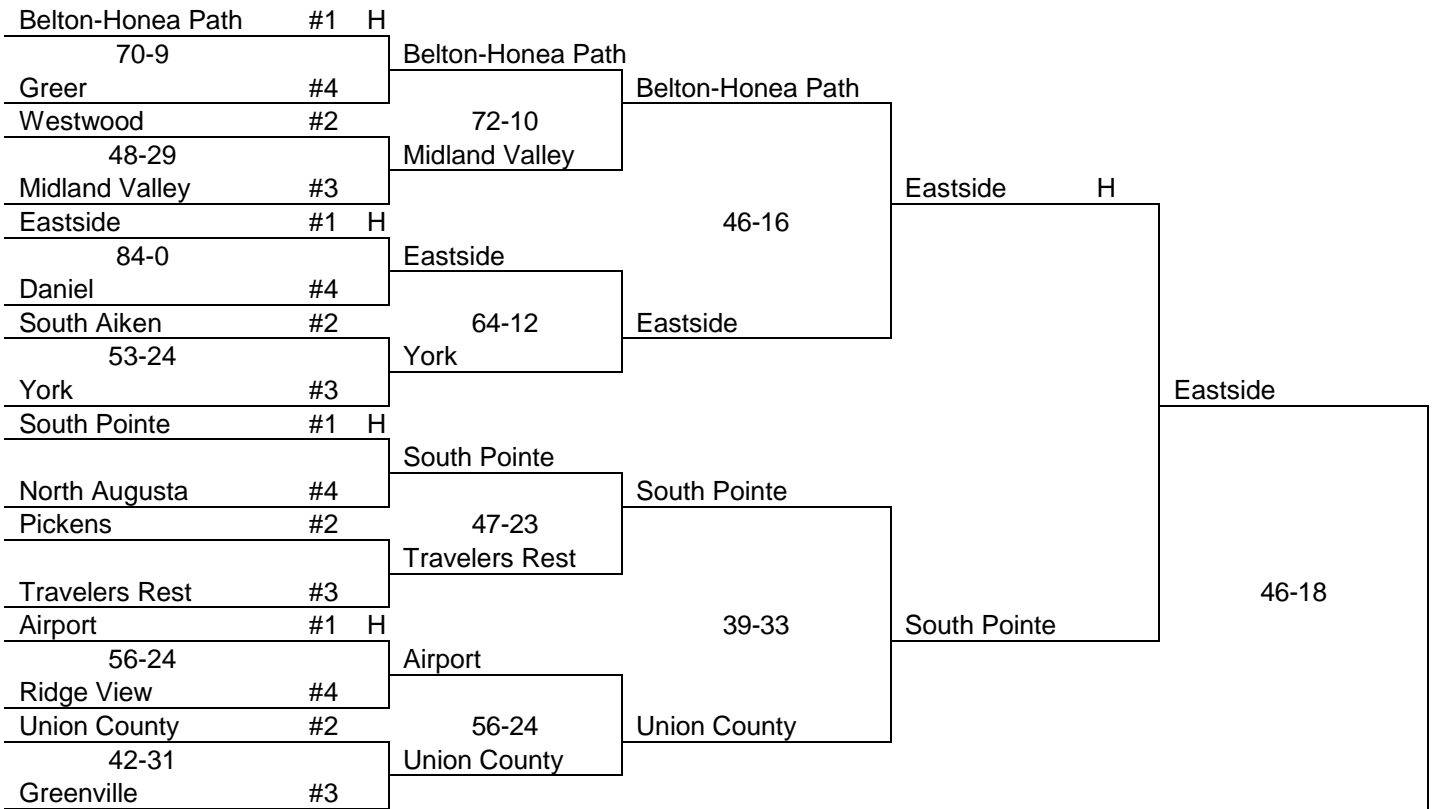 Belton-Honea Path #1 H
70-9 Belton-Honea Path
Greer #4 Belton-Honea Path
Westwood #2 72-10
48-29 Midland Valley
Midland Valley #3 Eastside H
Eastside #1 H 46-16
84-0 Eastside
Daniel #4
South Aiken #2 64-12 Eastside
53-24 York
York #3 Eastside
South Pointe #1 H
South Pointe
North Augusta #4 South Pointe
Pickens #2 47-23
Travelers Rest
Travelers Rest #3 46-18
Airport #1 H 39-33 South Pointe
56-24 Airport
Ridge View #4
Union County #2 56-24 Union County
42-31 Union County
Greenville #3